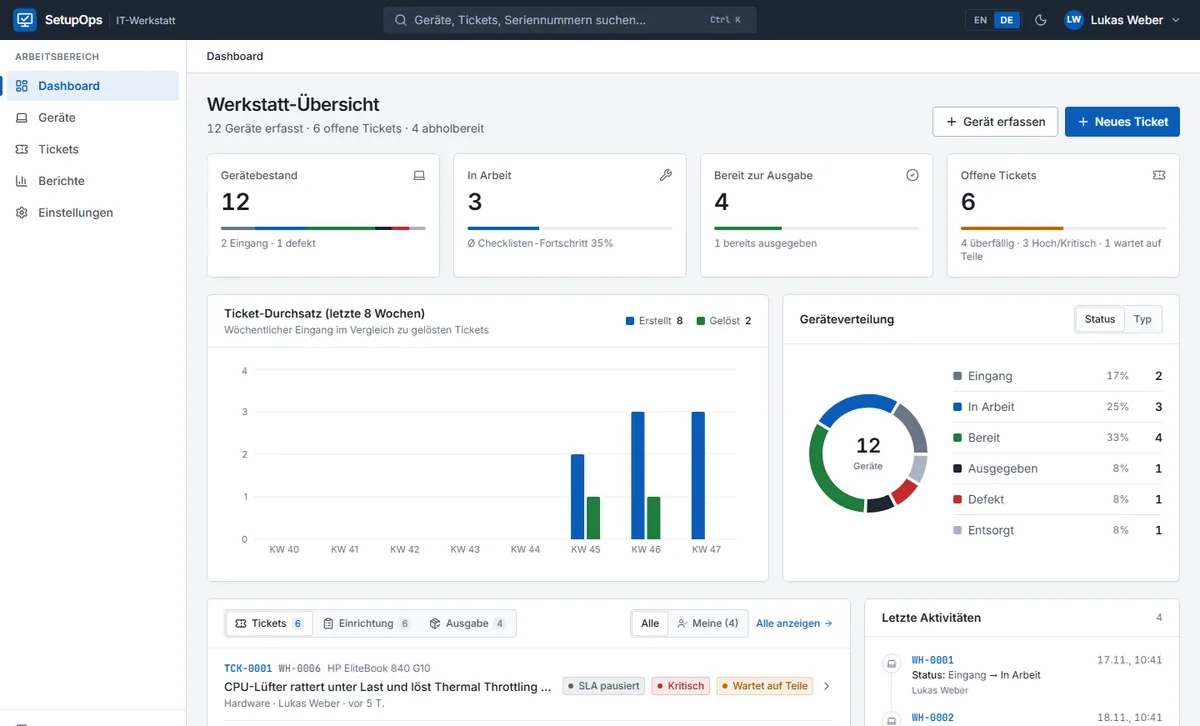 SetupOps IT-Werkstatt
Geräte, Tickets, Seriennummern suchen... Ctrl K
EN DE
LW Lukas Weber
ARBEITSBEREICH
Dashboard
Geräte
Tickets
Berichte
Einstellungen
Dashboard
Werkstatt-Übersicht
12 Geräte erfasst · 6 offene Tickets · 4 abholbereit
+ Gerät erfassen
+ Neues Ticket
Gerätebestand
12
2 Eingang · 1 defekt
In Arbeit
3
Ø Checklisten-Fortschritt 35%
Bereit zur Ausgabe
4
1 bereits ausgegeben
Offene Tickets
6
4 überfällig · 3 Hoch/Kritisch · 1 wartet auf
Teile
Ticket-Durchsatz (letzte 8 Wochen)
Wöchentlicher Eingang im Vergleich zu gelösten Tickets
Erstellt 8 Gelöst 2
4
3
2
1
0
KW 40 KW 41 KW 42 KW 43 KW 44 KW 45 KW 46 KW 47
Geräteverteilung
Status Typ
12
Geräte
Eingang 17% 2
In Arbeit 25% 3
Bereit 33% 4
Ausgegeben 8% 1
Defekt 8% 1
Entsorgt 8% 1
Tickets 6 Einrichtung 6 Ausgabe 4
Alle Meine (4) Alle anzeigen →
TCK-0001 WH-0006 HP EliteBook 840 G10
CPU-Lüfter rattert unter Last und löst Thermal Throttling ...
Hardware · Lukas Weber · vor 5 T.
SLA pausiert Kritisch Wartet auf Teile
Letzte Aktivitäten 4
WH-0001 17.11., 10:41
Status: Eingang → In Arbeit
Lukas Weber
WH-0002 18.11., 10:41